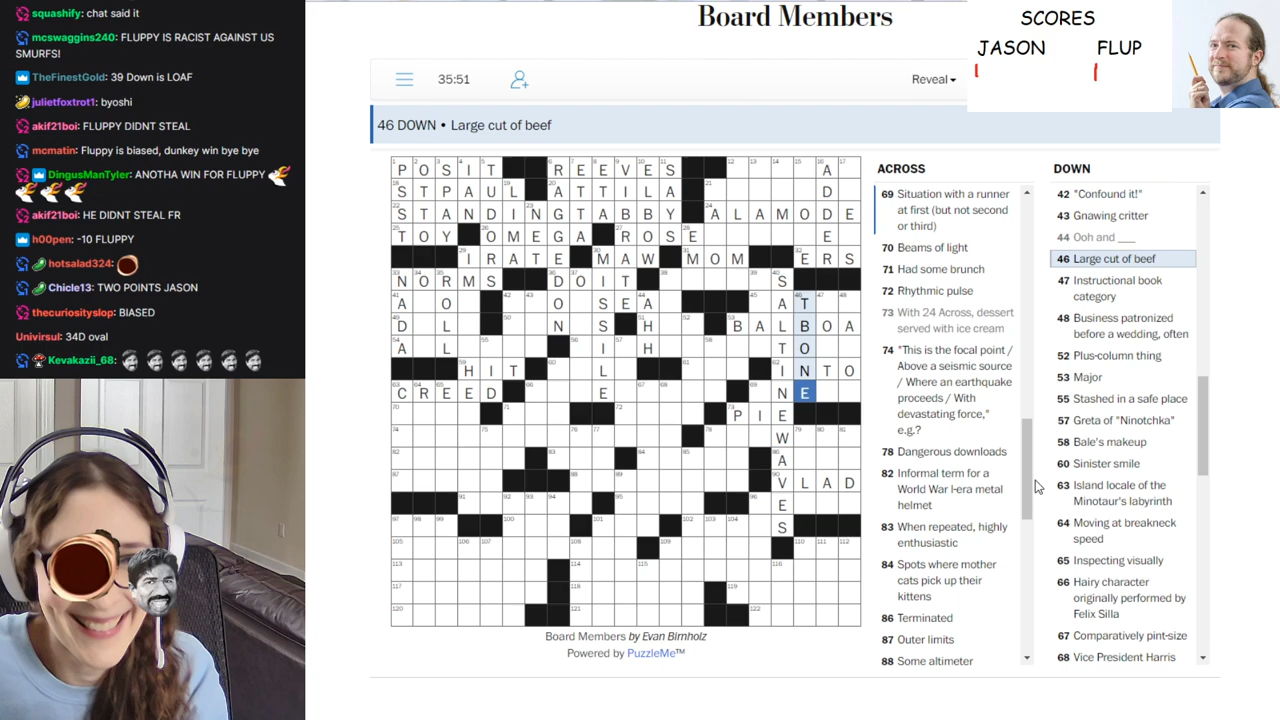 squashify: chat said it
mcswaggins240: FLUPPY IS RACIST AGAINST US
SMURFS!
TheFinestGold: 39 Down is LOAF
julietfoxtrot1: byoshi
akif21boi: FLUPPY DIDNT STEAL
mcmatin: Fluppy is biased, dunkey win bye bye
DingusManTyler: ANOTHA WIN FOR FLUPPY
akif21boi: HE DIDNT STEAL FR
h00pen: -10 FLUPPY
hotsalad324:
Chicle13: TWO POINTS JASON
thecuriosityslop: BIASED
Univirsul: 34D oval
Kevakazii_68:
Board Members
35:51
Reveal
SCORES
JASON FLUP
46 DOWN • Large cut of beef
POSIT REEVES A
STPAUL ATTILA D
STANDINGTABBY ALAMODE
TOY OMEGA ROSE E
IRATE MAW MOM ERS
NORMS DOIT S
A O O SEA A T
D L N S H BALBOA
A L I H T O
HIT L INTO
CREED E N E
PIE
W
A
VLAD
E
S
Board Members by Evan Birnholz
Powered by PuzzleMe™
ACROSS
69 Situation with a runner
at first (but not second
or third)
70 Beams of light
71 Had some brunch
72 Rhythmic pulse
73 With 24 Across, dessert
served with ice cream
74 "This is the focal point /
Above a seismic source
/ Where an earthquake
proceeds / With
devastating force,"
e.g.?
78 Dangerous downloads
82 Informal term for a
World War I-era metal
helmet
83 When repeated, highly
enthusiastic
84 Spots where mother
cats pick up their
kittens
86 Terminated
87 Outer limits
88 Some altimeter
DOWN
42 "Confound it!"
43 Gnawing critter
44 Ooh and ___
46 Large cut of beef
47 Instructional book
category
48 Business patronized
before a wedding, often
52 Plus-column thing
53 Major
55 Stashed in a safe place
57 Greta of "Ninotchka"
58 Bale's makeup
60 Sinister smile
63 Island locale of the
Minotaur's labyrinth
64 Moving at breakneck
speed
65 Inspecting visually
66 Hairy character
originally performed by
Felix Silla
67 Comparatively pint-size
68 Vice President Harris